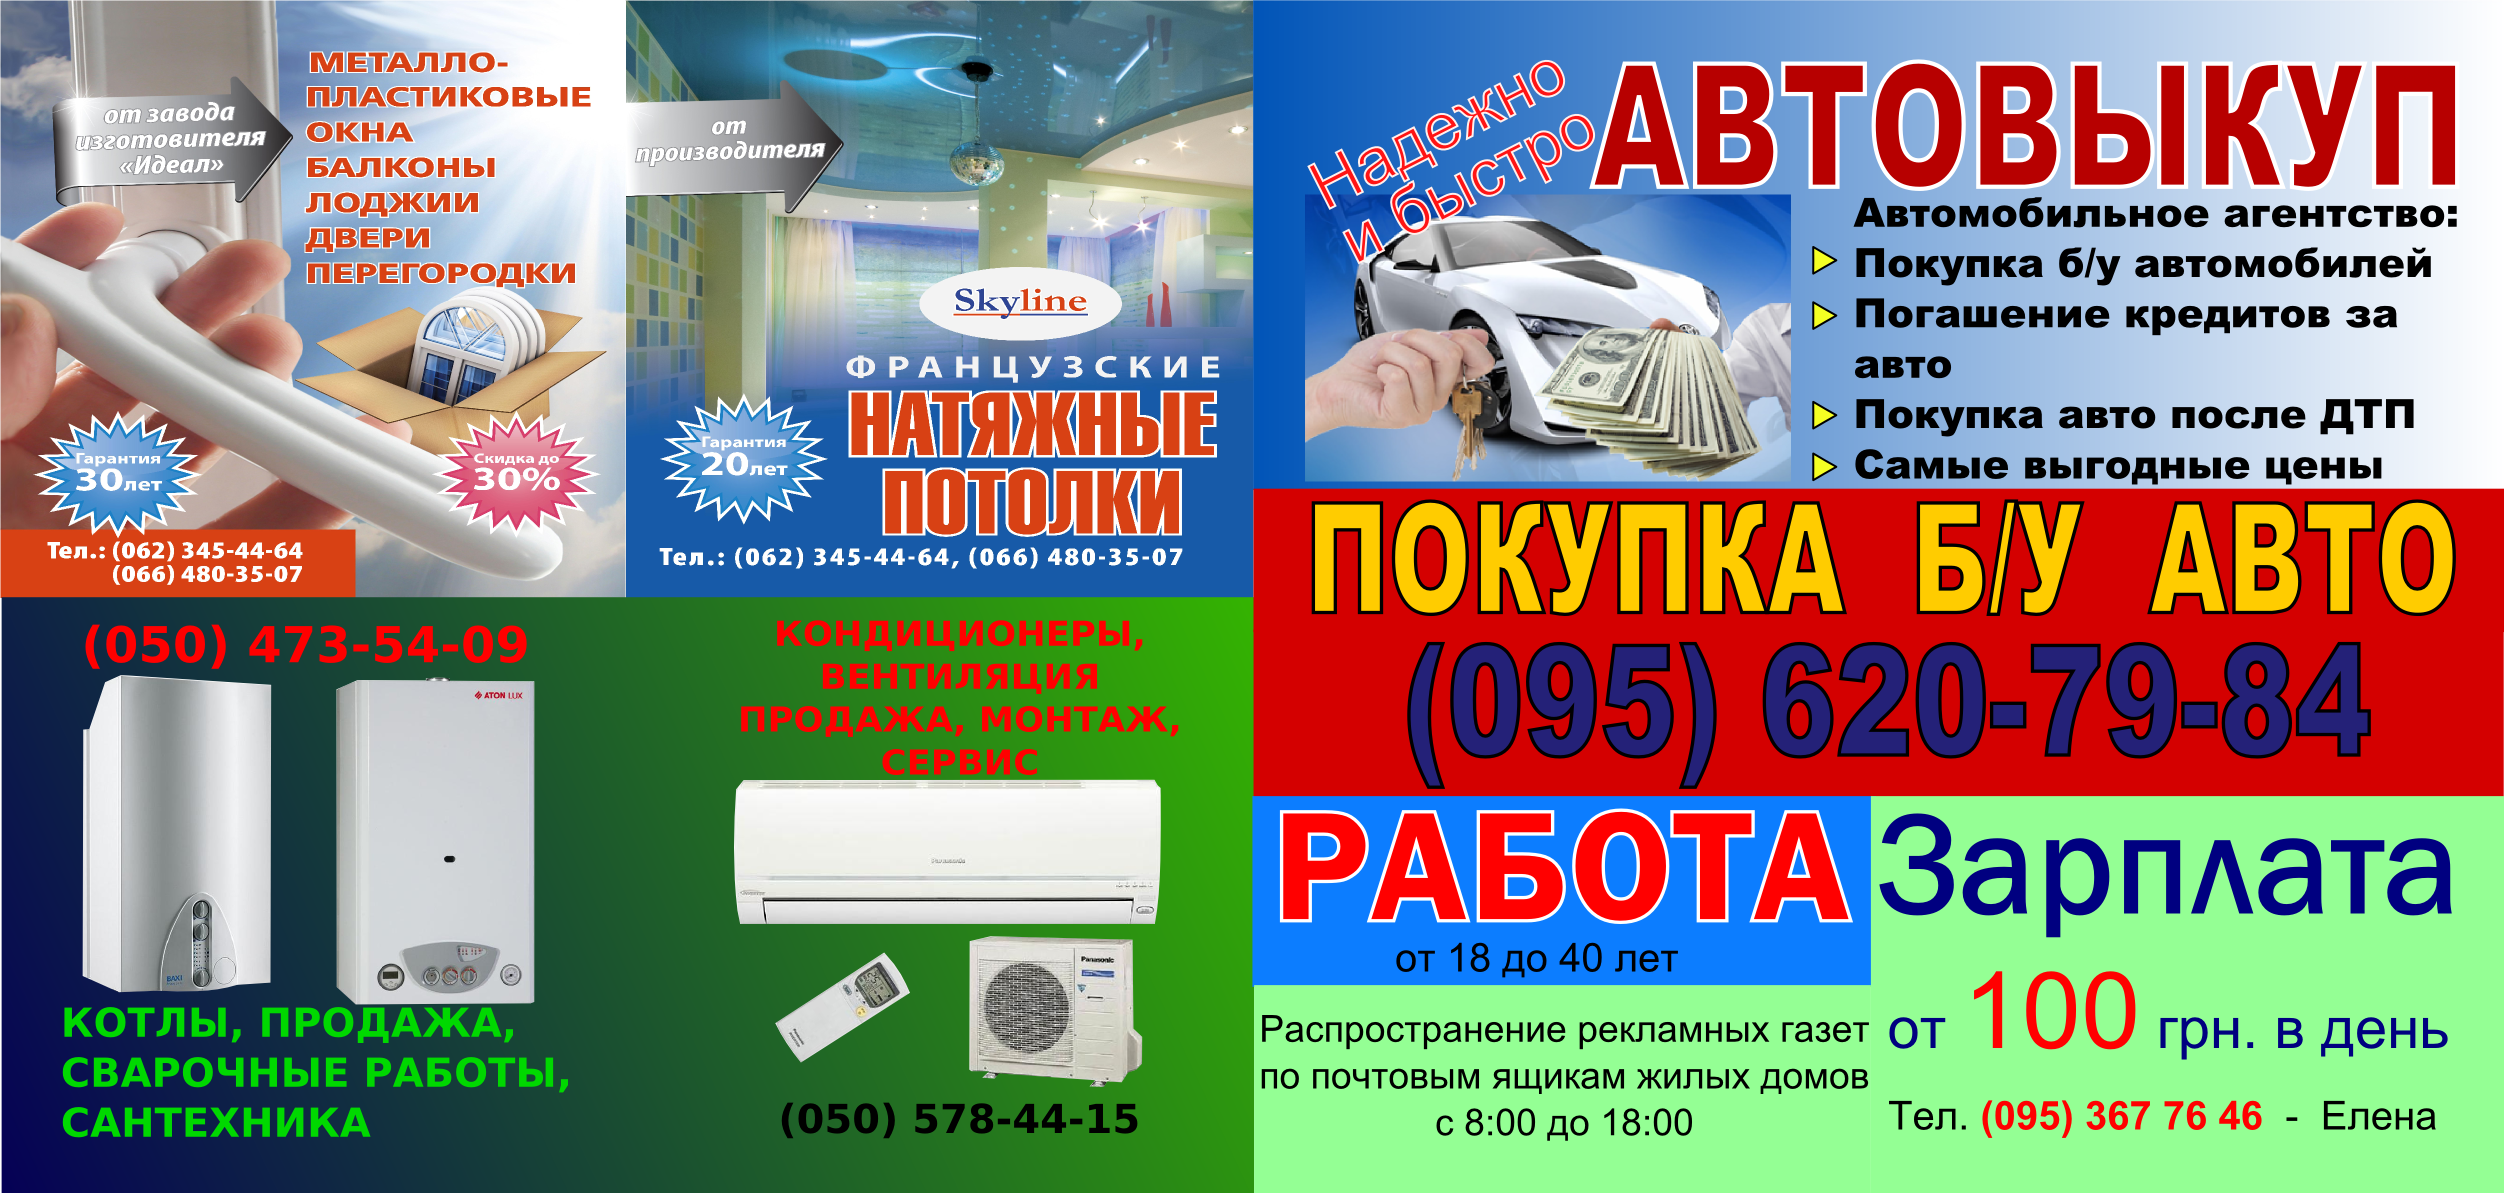 от завода
изготовителя
«Идеал»
МЕТАЛЛО-
ПЛАСТИКОВЫЕ
ОКНА
БАЛКОНЫ
ЛОДЖИИ
ДВЕРИ
ПЕРЕГОРОДКИ
Гарантия
30 лет
Скидка до
30%
Тел.: (062) 345-44-64
(066) 480-35-07
от
производителя
Skyline
ФРАНЦУЗСКИЕ
НАТЯЖНЫЕ
ПОТОЛКИ
Гарантия
20 лет
Тел.: (062) 345-44-64, (066) 480-35-07
Надежно
и быстро
АВТОВЫКУП
Автомобильное агентство:
Покупка б/у автомобилей
Погашение кредитов за
авто
Покупка авто после ДТП
Самые выгодные цены
ПОКУПКА Б/У АВТО
(095) 620-79-84
(050) 473-54-09
ATON LUX
BAXI
КОТЛЫ, ПРОДАЖА,
СВАРОЧНЫЕ РАБОТЫ,
САНТЕХНИКА
КОНДИЦИОНЕРЫ,
ВЕНТИЛЯЦИЯ
ПРОДАЖА, МОНТАЖ,
СЕРВИС
Panasonic
Panasonic
(050) 578-44-15
РАБОТА
от 18 до 40 лет
Распространение рекламных газет
по почтовым ящикам жилых домов
с 8:00 до 18:00
Зарплата
от 100 грн. в день
Тел. (095) 367 76 46 - Елена